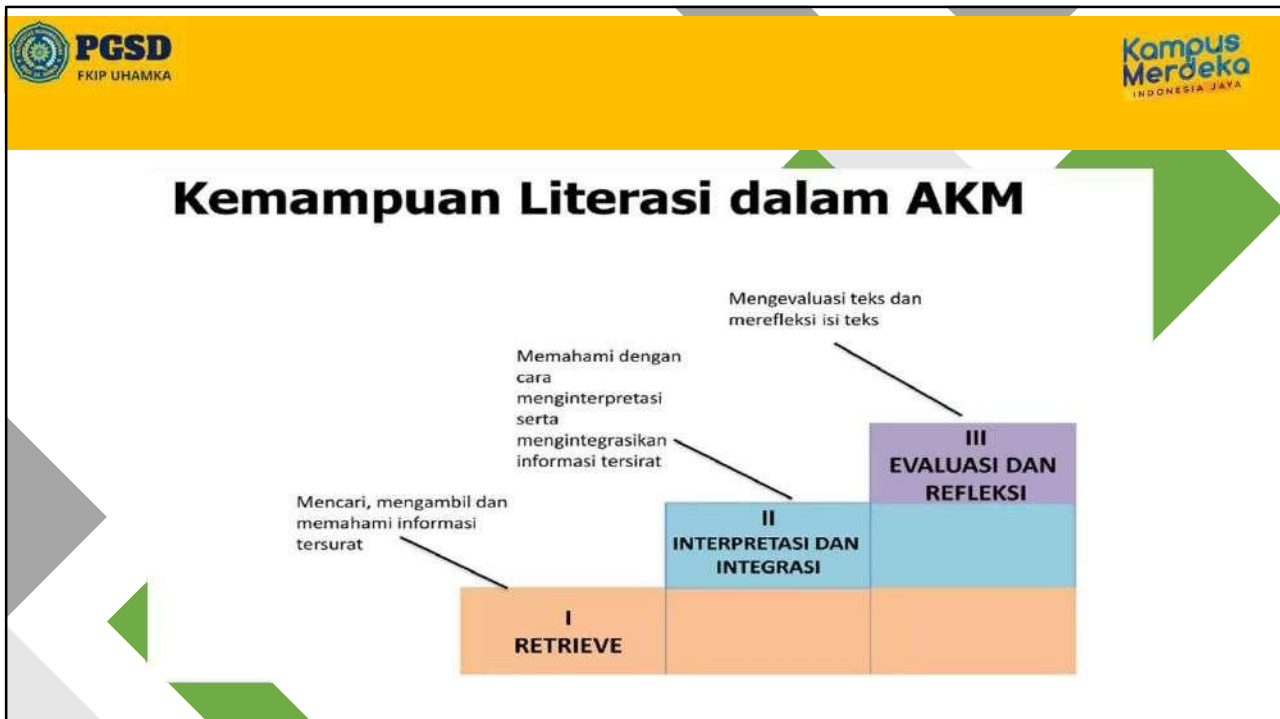 PGSD
FKIP UHAMKA
Kampus
Merdeka
INDONESIA JAYA
Kemampuan Literasi dalam AKM
Mengevaluasi teks dan
merefleksi isi teks
Memahami dengan
cara
menginterpretasi
serta
mengintegrasikan
informasi tersirat
Mencari, mengambil dan
memahami informasi
tersurat
III
EVALUASI DAN
REFLEKSI
II
INTERPRETASI DAN
INTEGRASI
I
RETRIEVE